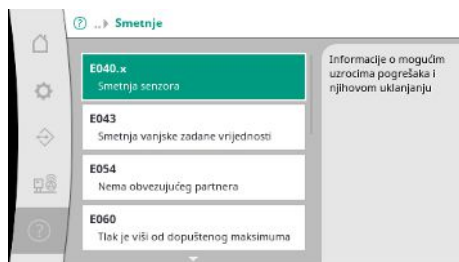 ..▸ Smetnje
E040.x
Smetnja senzora
E043
Smetnja vanjske zadane vrijednosti
E054
Nema obvezujućeg partnera
E060
Tlak je viši od dopuštenog maksimuma
Informacije o mogućim
uzrocima pogrešaka i
njihovom uklanjanju